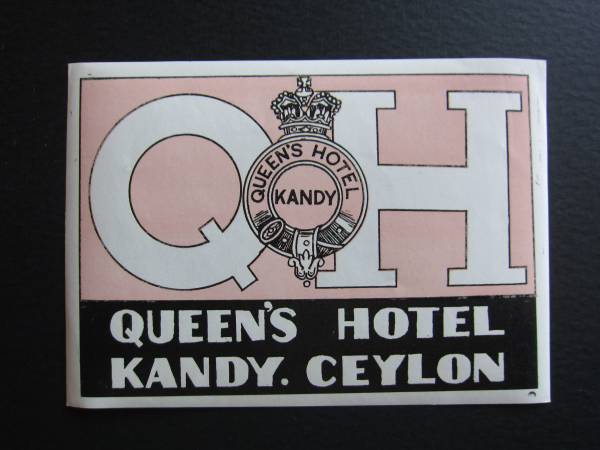 QH
QUEEN'S HOTEL
KANDY
QUEEN'S HOTEL
KANDY. CEYLON